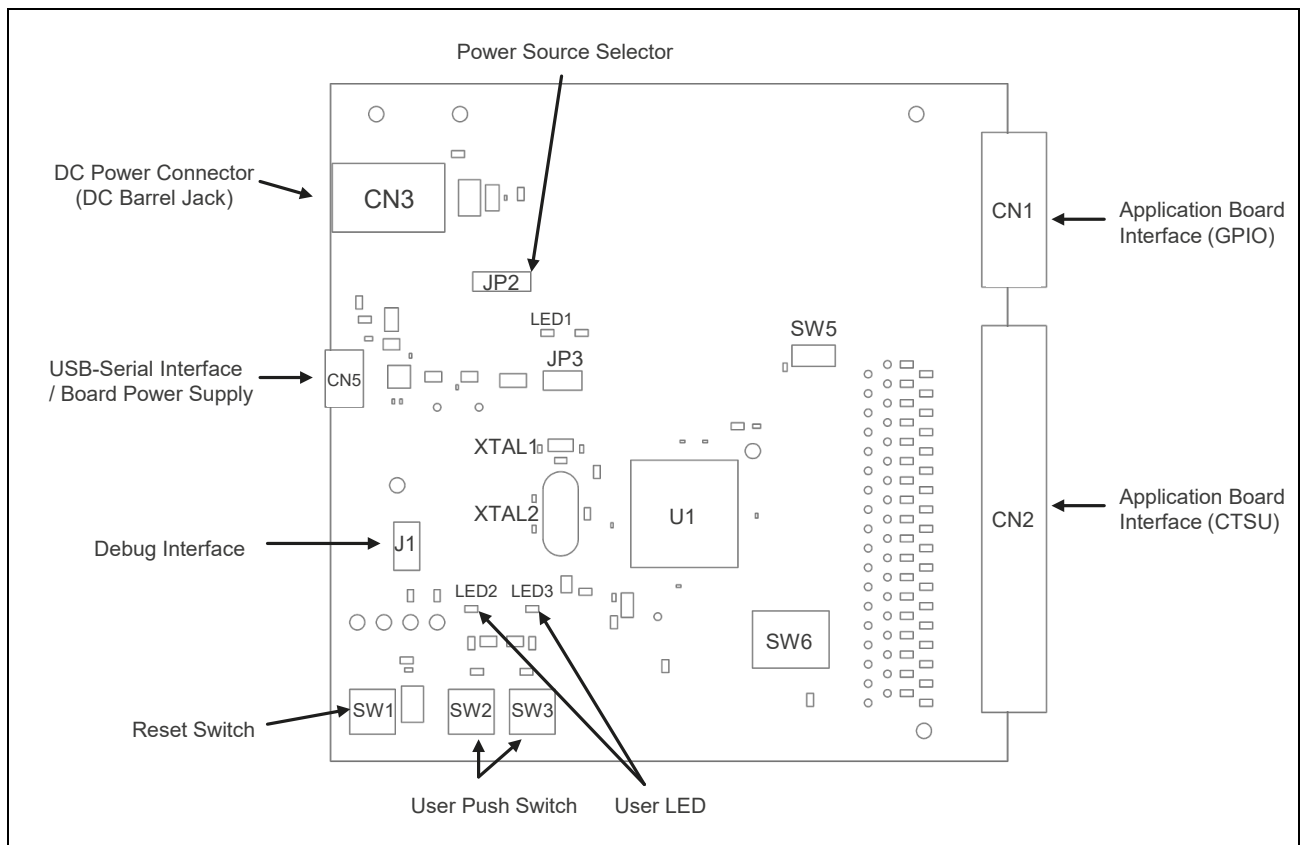 Power Source Selector
DC Power Connector
(DC Barrel Jack)
CN3
CN1
Application Board
Interface (GPIO)
JP2
LED1
SW5
JP3
USB-Serial Interface
/ Board Power Supply
CN5
XTAL1
XTAL2
U1
CN2
Application Board
Interface (CTSU)
Debug Interface
J1
LED2
LED3
SW6
Reset Switch
SW1
SW2
SW3
User Push Switch
User LED